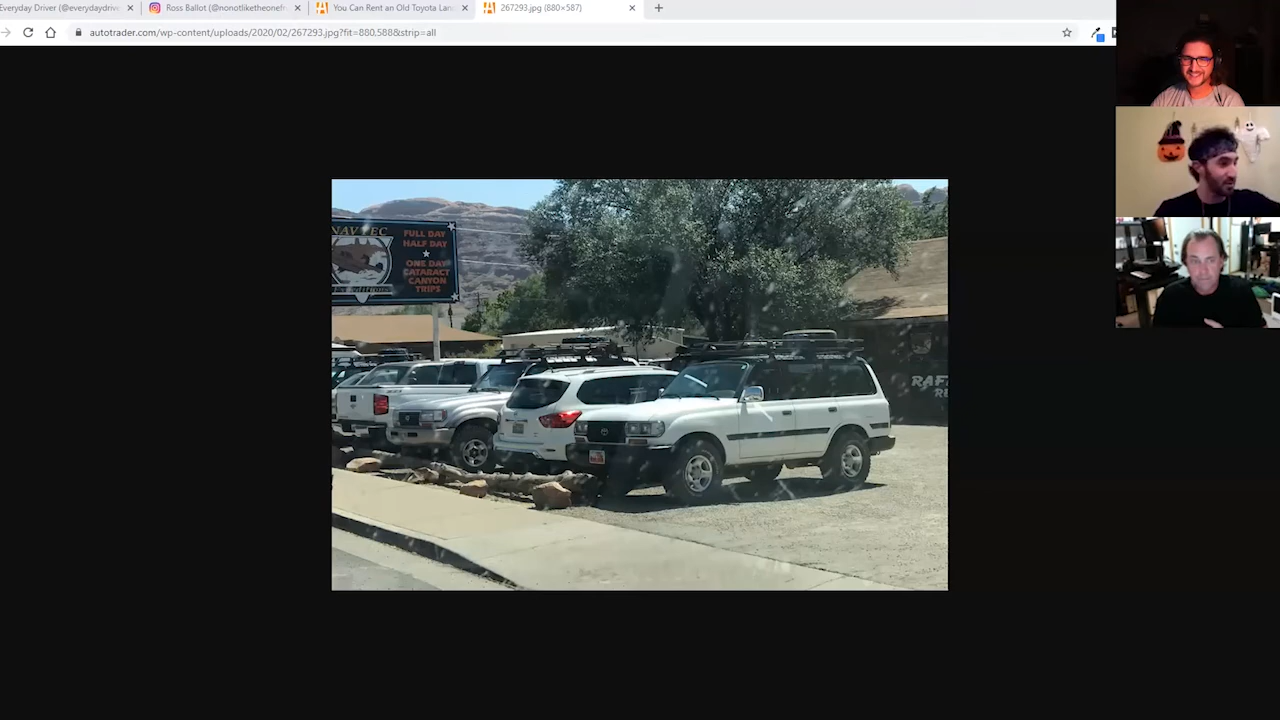 Everyday Driver (@everydaydrive
Ross Ballot (@nonotliketheonefr
You Can Rent an Old Toyota Lan
267293.jpg (880×587)
autotrader.com/wp-content/uploads/2020/02/267293.jpg?fit=880,588&strip=all
NAVTEC
FULL DAY
HALF DAY
ONE DAY
CATARACT
CANYON
TRIPS